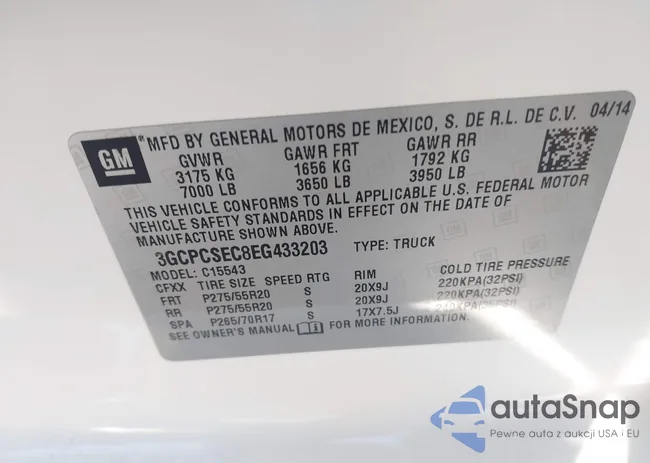 GM
MFD BY GENERAL MOTORS DE MEXICO, S. DE R.L. DE C.V. 04/14
GVWR GAWR FRT GAWR RR
3175 KG 1656 KG 1792 KG
7000 LB 3650 LB 3950 LB
THIS VEHICLE CONFORMS TO ALL APPLICABLE U.S. FEDERAL MOTOR
VEHICLE SAFETY STANDARDS IN EFFECT ON THE DATE OF
MANUFACTURE SHOWN ABOVE.
3GCPCSEC8EG433203 TYPE: TRUCK
MODEL: C15543
CFXX TIRE SIZE SPEED RTG RIM COLD TIRE PRESSURE
FRT P275/55R20 S 20X9J 220KPA(32PSI)
RR P275/55R20 S 20X9J 220KPA(32PSI)
SPA P265/70R17 S 17X7.5J
SEE OWNER'S MANUAL
autaSnap
Pewne auta z aukcji USA i EU